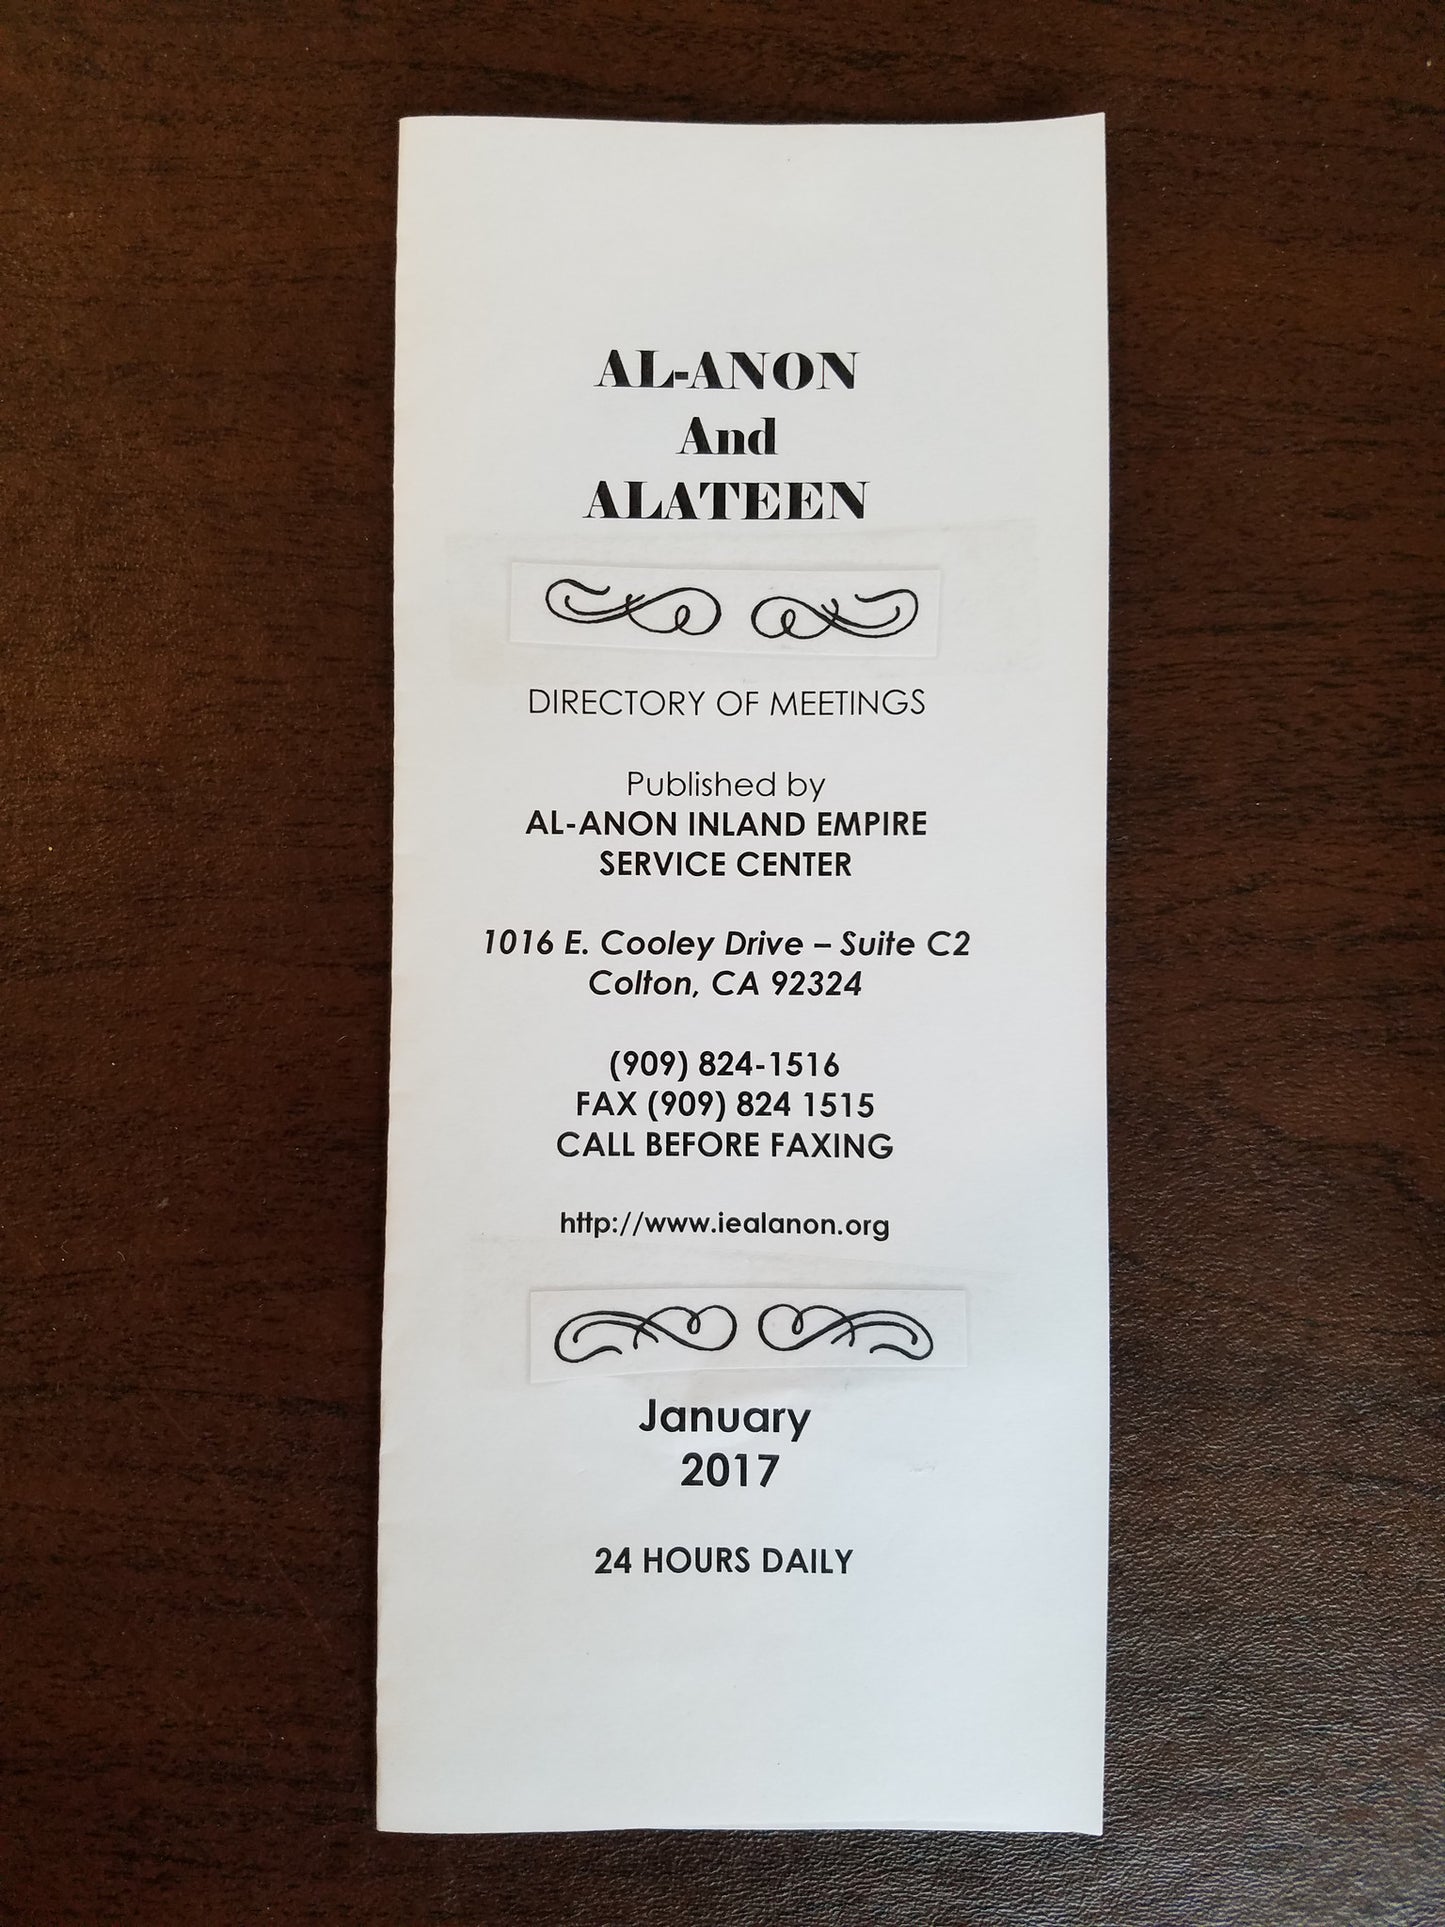 AL-ANON
And
ALATEEN
DIRECTORY OF MEETINGS
Published by
AL-ANON INLAND EMPIRE
SERVICE CENTER
1016 E. Cooley Drive – Suite C2
Colton, CA 92324
(909) 824-1516
FAX (909) 824 1515
CALL BEFORE FAXING
http://www.iealanon.org
January
2017
24 HOURS DAILY